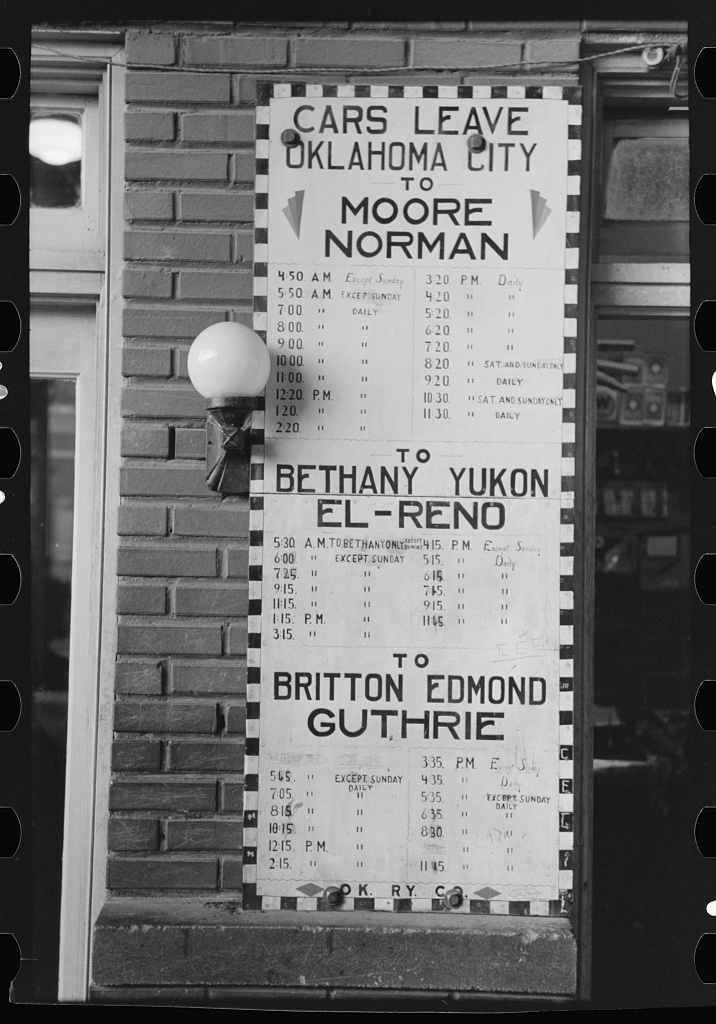 CARS LEAVE
OKLAHOMA CITY
TO
MOORE
NORMAN
4 50 A.M. Except Sunday
5 50 A.M. EXCEPT SUNDAY
7:00 " DAILY
8:00 " "
9:00 " "
10:00 " "
11:00 " "
12:20 P.M. "
1:20. " "
2:20. " "
3:20. P.M. Daily
4:20. " "
5:20. " "
6:20. " "
7:20. " "
8:20. " SAT. AND. SUNDAY ONLY
9:20. " DAILY
10:30. " SAT. AND. SUNDAY ONLY
11:30. " DAILY
TO
BETHANY YUKON
EL-RENO
5:30. A.M. TO. BETHANY ONLY EXCEPT SUNDAY
6:00 " EXCEPT SUNDAY
7:25. " "
9:15. " "
11:15. " "
1:15. P.M. "
3:15. " "
4:15. P.M. Except Sunday
5:15. " Daily
6:15. " "
7:15. " "
9:15. " "
11:45. " "
TO
BRITTON EDMOND
GUTHRIE
5:45. " EXCEPT SUNDAY
DAILY
7:05. " "
8:15 " "
10:15. " "
12:15 P.M. "
2:15. " "
3:35. P.M. Except Sunday
4:35. " Daily
5:35 " EXCEPT SUNDAY
DAILY
6:35. " "
8:30. " "
" "
11:45 " "
OK. RY. CO.